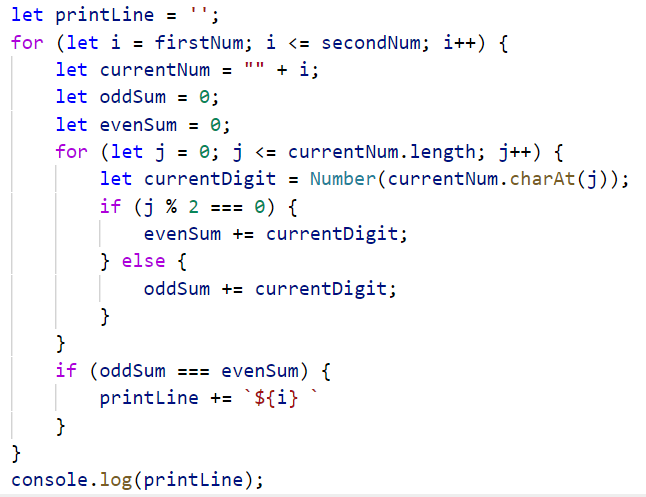 let printLine = '';
for (let i = firstNum; i <= secondNum; i++) {
    let currentNum = "" + i;
    let oddSum = 0;
    let evenSum = 0;
    for (let j = 0; j <= currentNum.length; j++) {
        let currentDigit = Number(currentNum.charAt(j));
        if (j % 2 === 0) {
            evenSum += currentDigit;
        } else {
            oddSum += currentDigit;
        }
    }
    if (oddSum === evenSum) {
        printLine += `${i} `
    }
}
console.log(printLine);